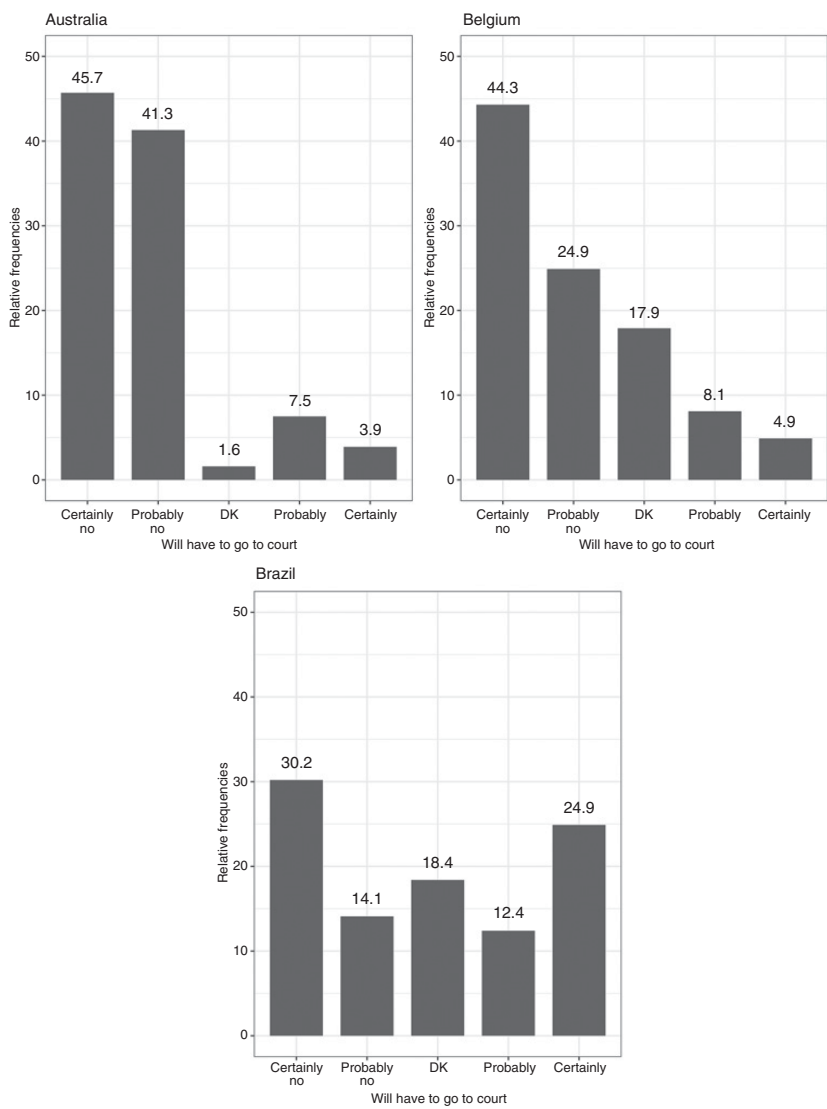 Australia
Relative frequencies
50
40
30
20
10
0
45.7
41.3
1.6
7.5
3.9
Certainly no
Probably no
DK
Probably
Certainly
Will have to go to court
Belgium
Relative frequencies
50
40
30
20
10
0
44.3
24.9
17.9
8.1
4.9
Certainly no
Probably no
DK
Probably
Certainly
Will have to go to court
Brazil
Relative frequencies
50
40
30
20
10
0
30.2
14.1
18.4
12.4
24.9
Certainly no
Probably no
DK
Probably
Certainly
Will have to go to court